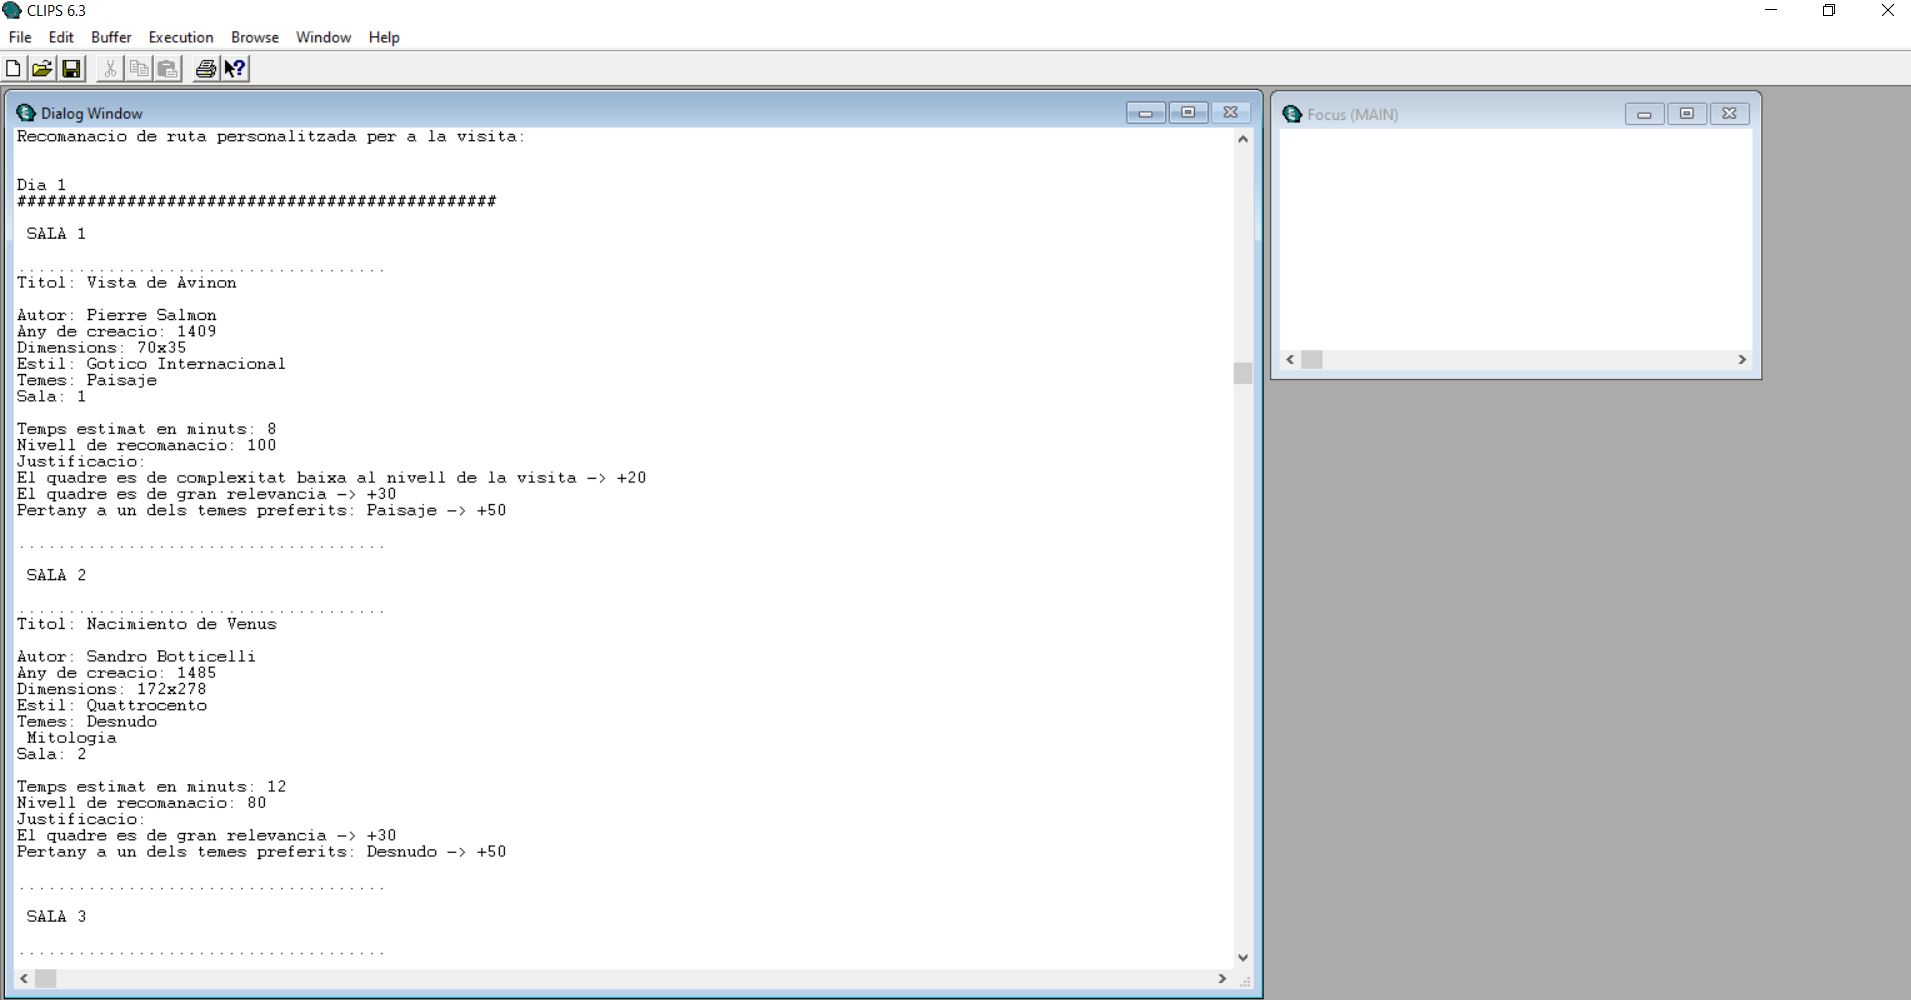 CLIPS 6.3
File Edit Buffer Execution Browse Window Help
Dialog Window
Recomanacio de ruta personalitzada per a la visita:
Dia 1
################################################
SALA 1
.....................................
Titol: Vista de Avinon
Autor: Pierre Salmon
Any de creacio: 1409
Dimensions: 70x35
Estil: Gotico Internacional
Temes: Paisaje
Sala: 1
Temps estimat en minuts: 8
Nivell de recomanacio: 100
Justificacio:
El quadre es de complexitat baixa al nivell de la visita -> +20
El quadre es de gran relevancia -> +30
Pertany a un dels temes preferits: Paisaje -> +50
.....................................
SALA 2
.....................................
Titol: Nacimiento de Venus
Autor: Sandro Botticelli
Any de creacio: 1485
Dimensions: 172x278
Estil: Quattrocento
Temes: Desnudo
Mitologia
Sala: 2
Temps estimat en minuts: 12
Nivell de recomanacio: 80
Justificacio:
El quadre es de gran relevancia -> +30
Pertany a un dels temes preferits: Desnudo -> +50
.....................................
SALA 3
.....................................
Focus (MAIN)